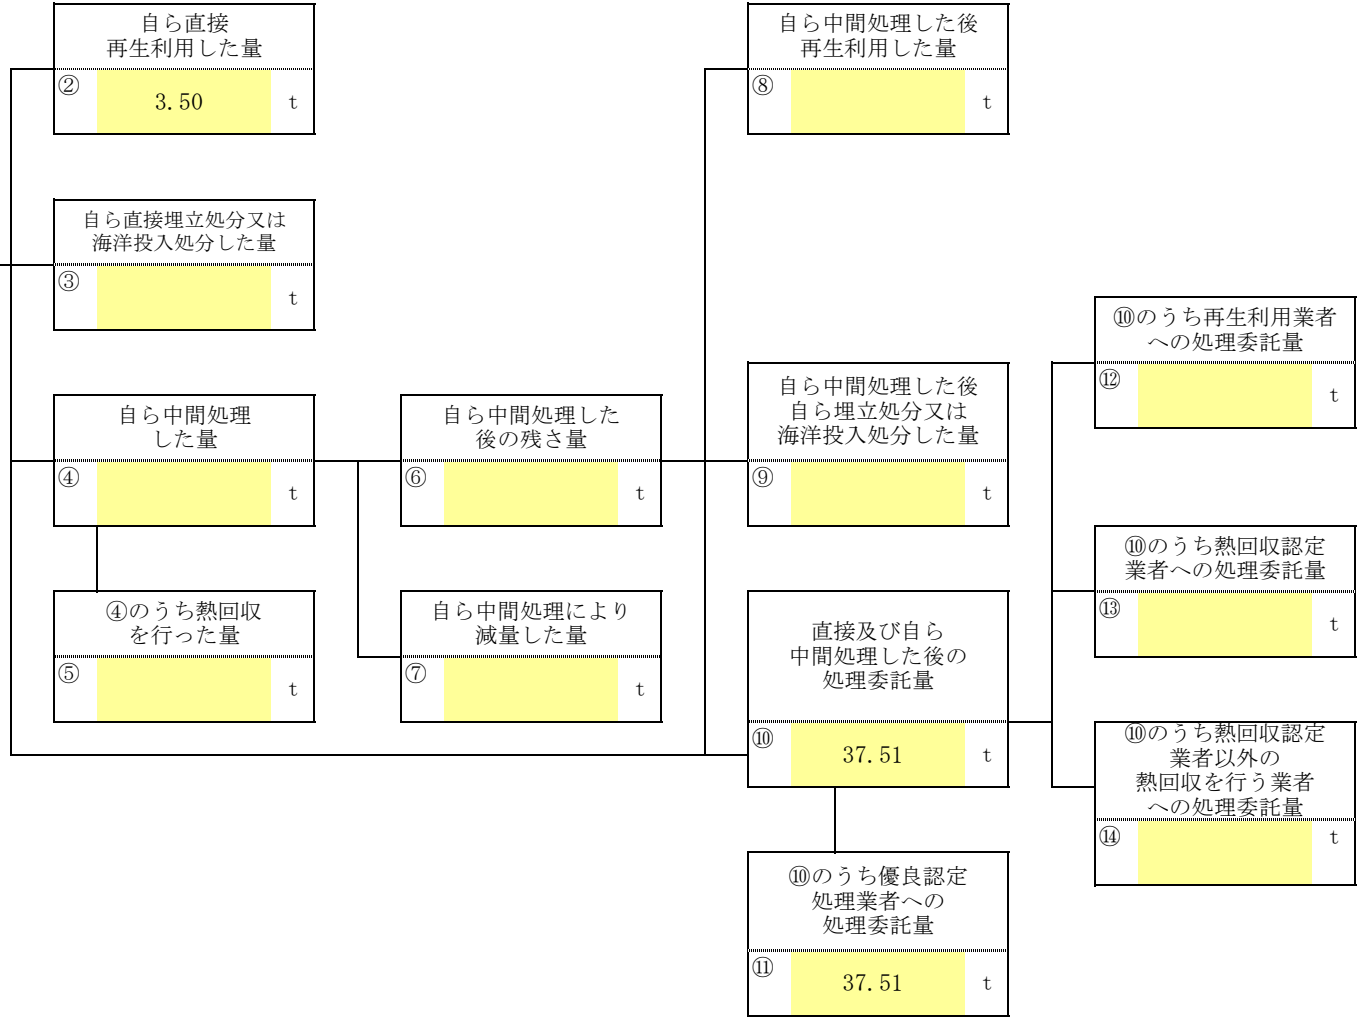 自ら直接
再生利用した量
② 3.50 t
自ら中間処理した後
再生利用した量
⑧ t
自ら直接埋立処分又は
海洋投入処分した量
③ t
⑩のうち再生利用業者
への処理委託量
⑫ t
自ら中間処理した後
自ら埋立処分又は
海洋投入処分した量
⑨ t
自ら中間処理
した量
④ t
自ら中間処理した
後の残さ量
⑥ t
⑩のうち熱回収認定
業者への処理委託量
⑬ t
④のうち熱回収
を行った量
⑤ t
自ら中間処理により
減量した量
⑦ t
直接及び自ら
中間処理した後の
処理委託量
⑩ 37.51 t
⑩のうち熱回収認定
業者以外の
熱回収を行う業者
への処理委託量
⑭ t
⑩のうち優良認定
処理業者への
処理委託量
⑪ 37.51 t